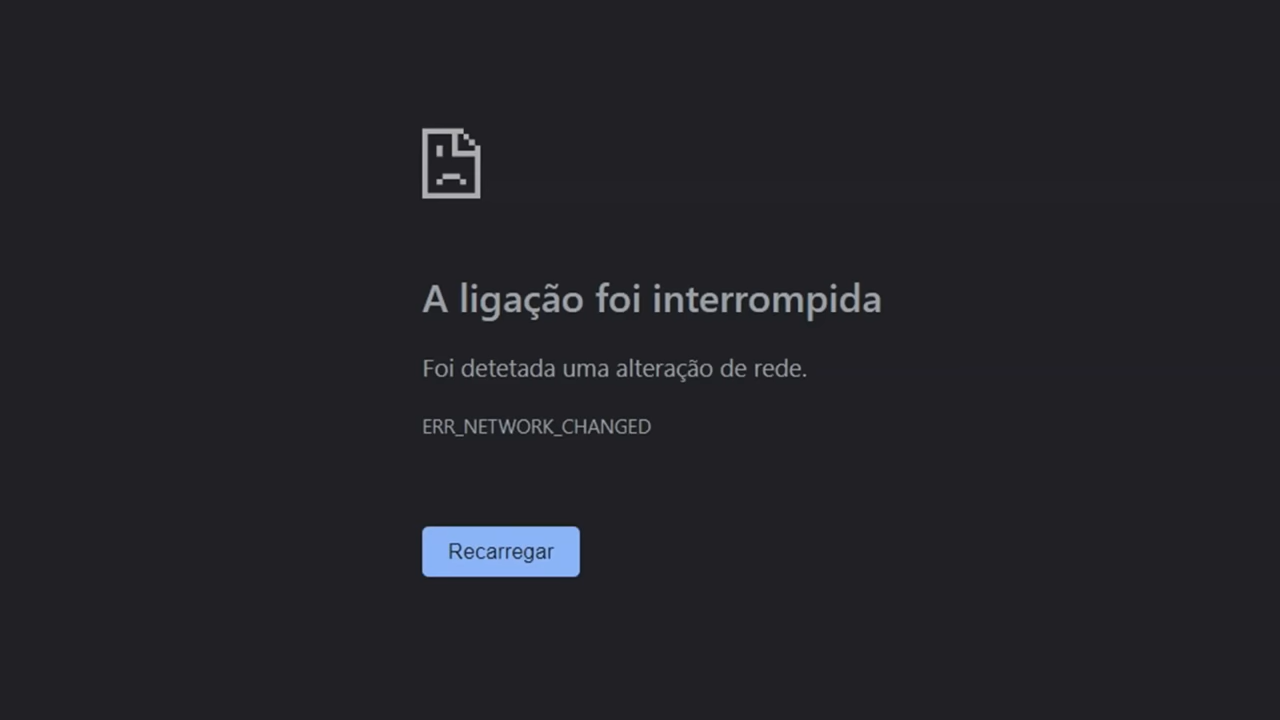 A ligação foi interrompida
Foi detetada uma alteração de rede.
ERR_NETWORK_CHANGED
Recarregar